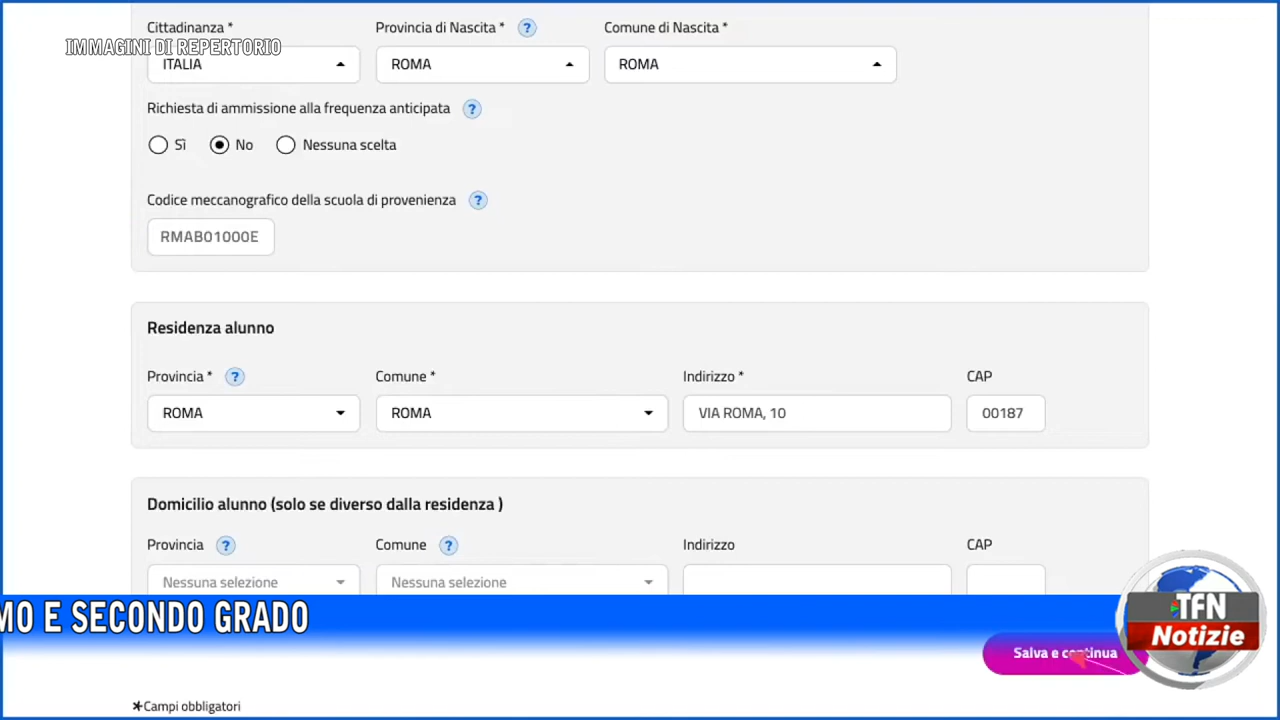 Cittadinanza * Provincia di Nascita * ? Comune di Nascita *
IMMAGINI DI REPERTORIO
ITALIA ROMA ROMA
Richiesta di ammissione alla frequenza anticipata ?
Sì No Nessuna scelta
Codice meccanografico della scuola di provenienza ?
RMAB01000E
Residenza alunno
Provincia * ? Comune * Indirizzo * CAP
ROMA ROMA VIA ROMA, 10 00187
Domicilio alunno (solo se diverso dalla residenza )
Provincia ? Comune ? Indirizzo CAP
Nessuna selezione Nessuna selezione
MO E SECONDO GRADO
TFN
Notizie
Salva e continua
*Campi obbligatori